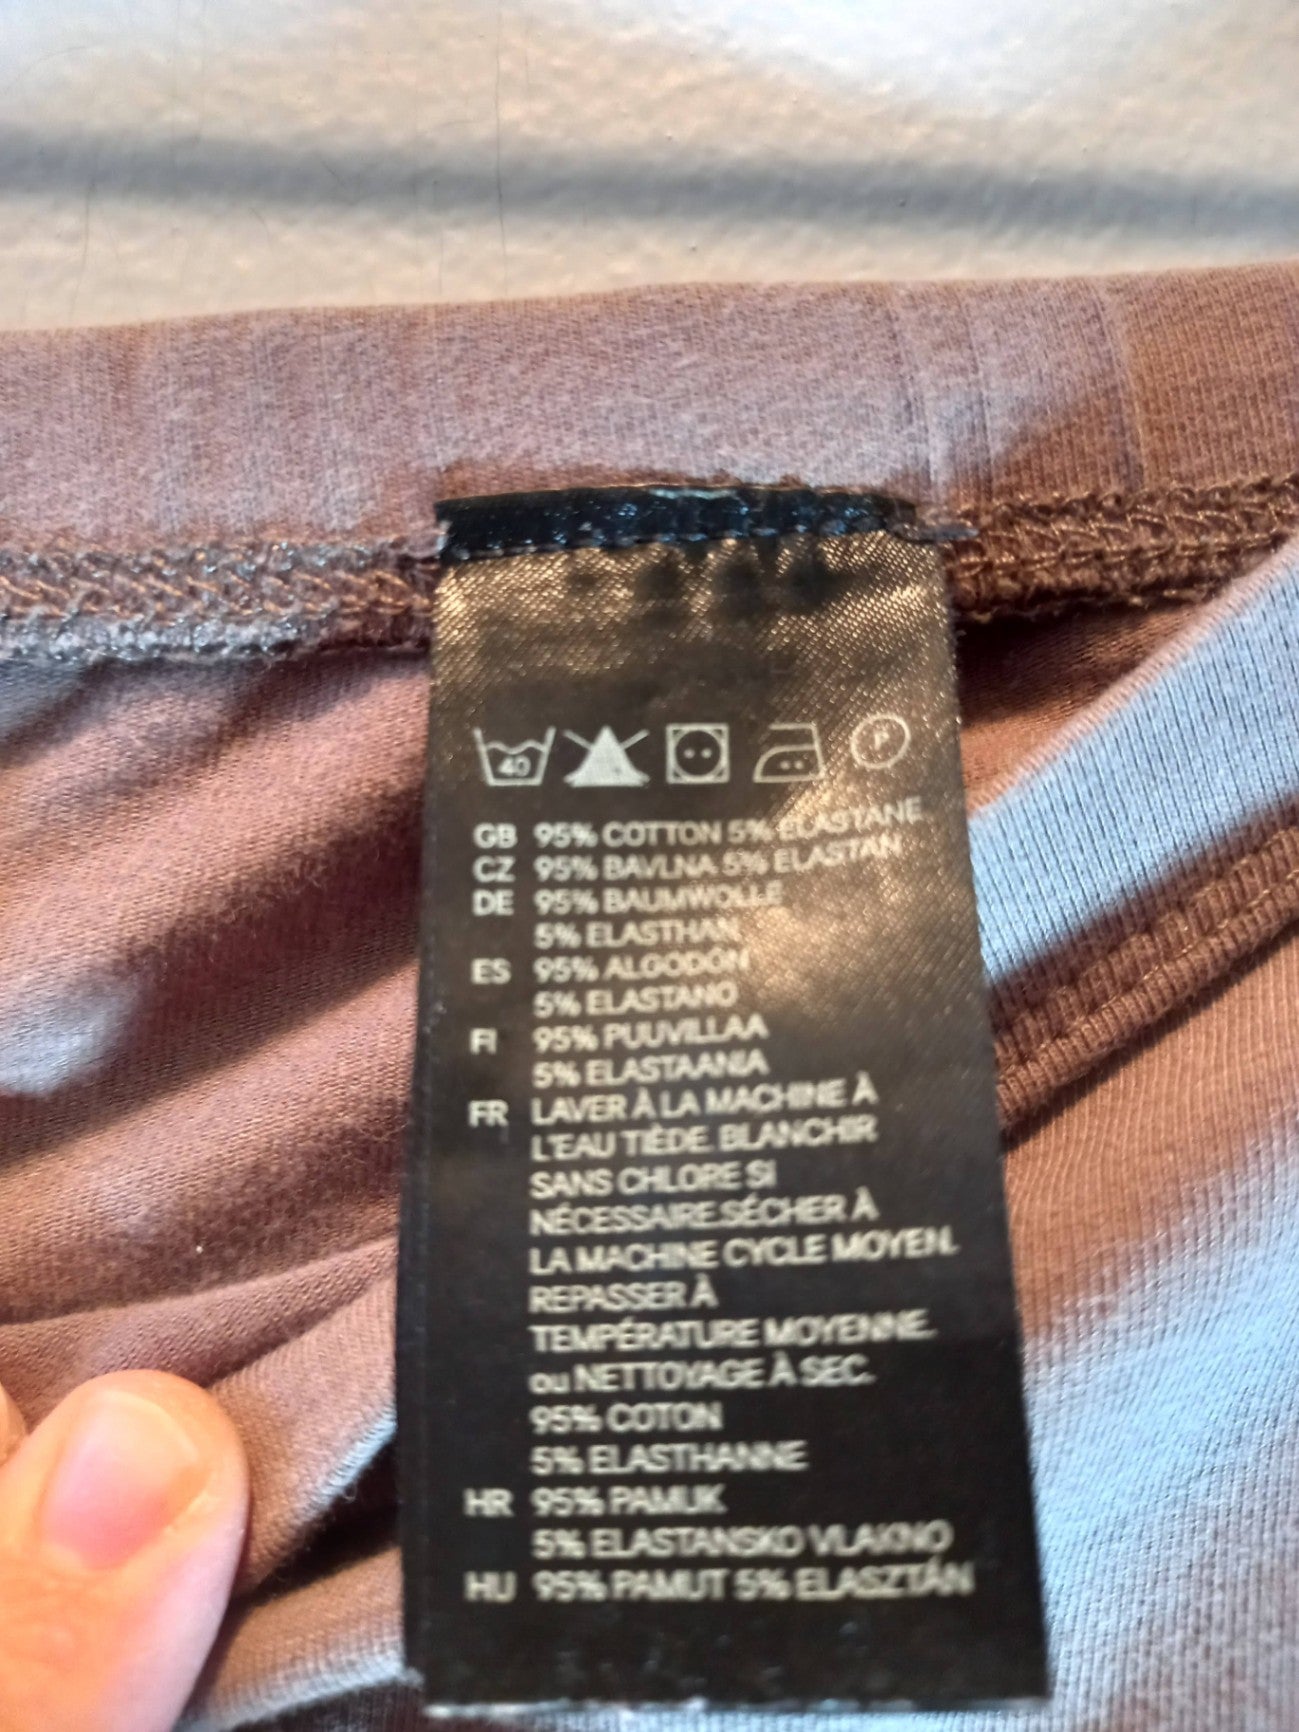 40 P
GB 95% COTTON 5% ELASTANE
CZ 95% BAVLNA 5% ELASTAN
DE 95% BAUMWOLLE
5% ELASTHAN
ES 95% ALGODÓN
5% ELASTANO
FI 95% PUUVILLAA
5% ELASTAANIA
FR LAVER À LA MACHINE À
L'EAU TIÈDE. BLANCHIR
SANS CHLORE SI
NÉCESSAIRE.SÉCHER À
LA MACHINE CYCLE MOYEN.
REPASSER À
TEMPÉRATURE MOYENNE.
ou NETTOYAGE À SEC.
95% COTON
5% ELASTHANNE
HR 95% PAMUK
5% ELASTANSKO VLAKNO
HU 95% PAMUT 5% ELASZTÁN